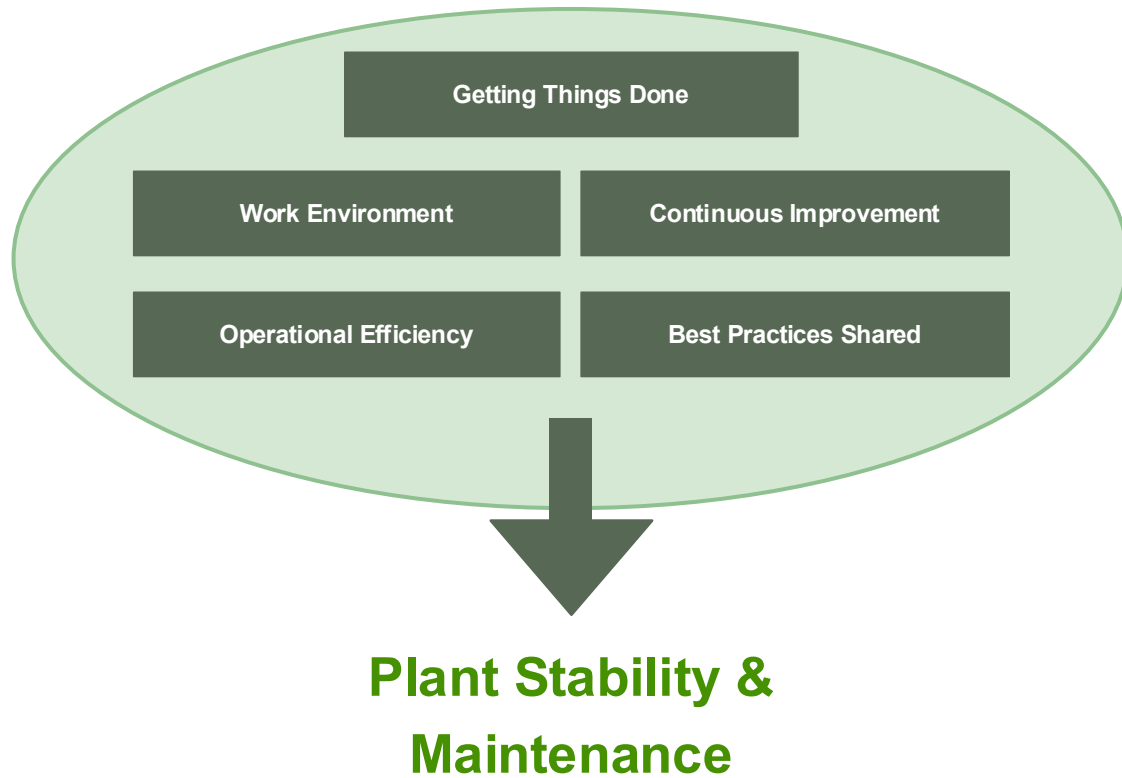 Getting Things Done
Work Environment
Continuous Improvement
Operational Efficiency
Best Practices Shared
Plant Stability &
Maintenance